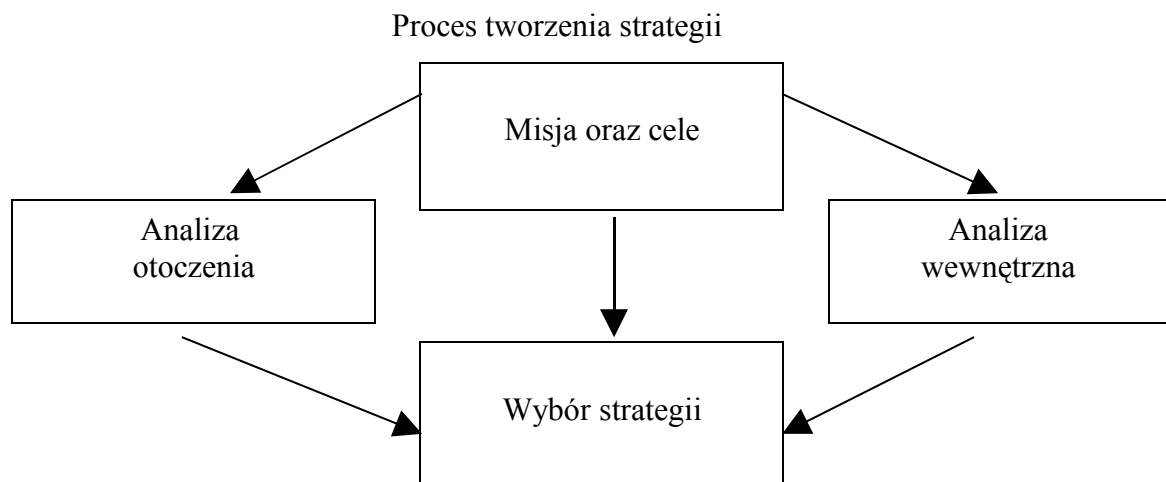 Proces tworzenia strategii
Misja oraz cele
Analiza
otoczenia
Analiza
wewnętrzna
Wybór strategii